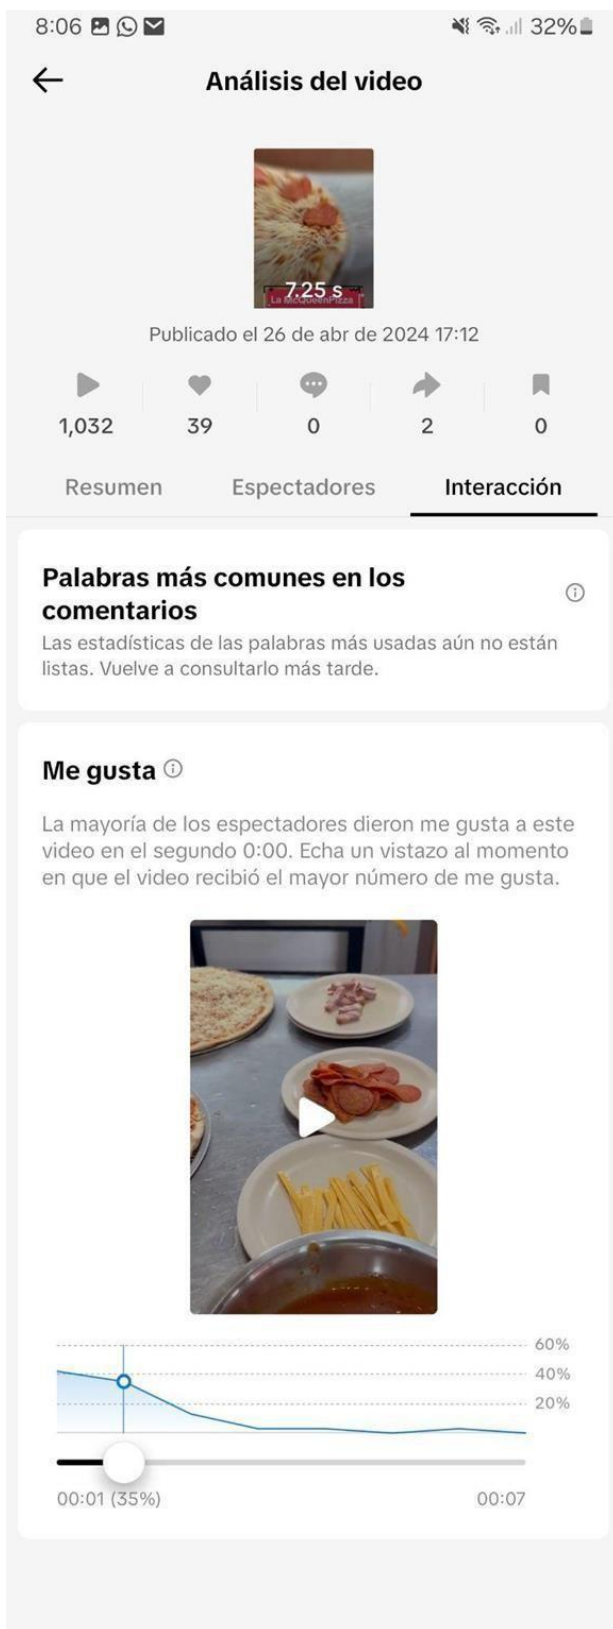 8:06 32%
Análisis del video
7.25 s
La McQueenPizza
Publicado el 26 de abr de 2024 17:12
1,032 39 0 2 0
Resumen Espectadores Interacción
Palabras más comunes en los
comentarios
Las estadísticas de las palabras más usadas aún no están
listas. Vuelve a consultarlo más tarde.
Me gusta
La mayoría de los espectadores dieron me gusta a este
video en el segundo 0:00. Echa un vistazo al momento
en que el video recibió el mayor número de me gusta.
60%
40%
20%
00:01 (35%) 00:07